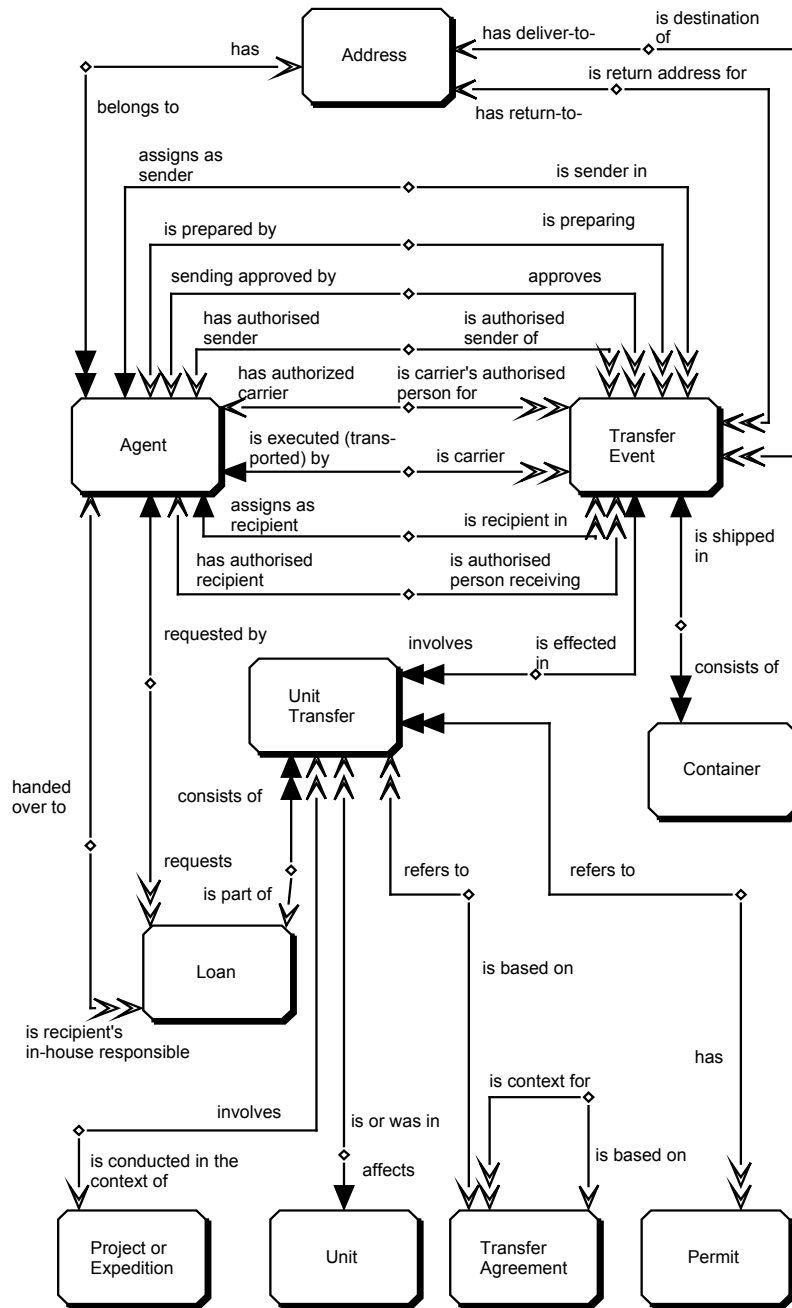 has
Address
has deliver-to-
is destination
of
is return address for
has return-to-
belongs to
assigns as
sender
is sender in
is prepared by
is preparing
sending approved by
approves
has authorised
sender
is authorised
sender of
has authorized
carrier
is carrier's authorised
person for
Agent
Transfer
Event
is executed (trans-
ported) by
is carrier
assigns as
recipient
is recipient in
has authorised
recipient
is authorised
person receiving
is shipped
in
requested by
involves
is effected
in
Unit
Transfer
consists of
Container
handed
over to
consists of
requests
is part of
refers to
refers to
Loan
is based on
is recipient's
in-house responsible
has
is context for
involves
is or was in
is based on
is conducted in the
context of
affects
Project or
Expedition
Unit
Transfer
Agreement
Permit